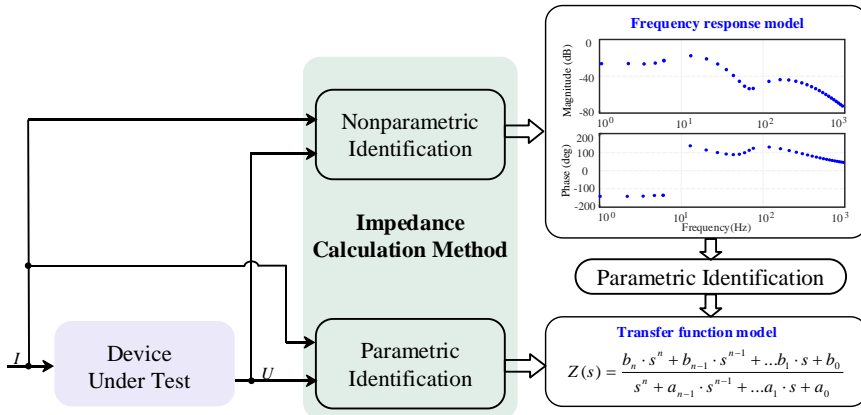 Frequency response model
Magnitude (dB)
0
-40
-80
10^0 10^1 10^2 10^3
Phase (deg)
200
100
0
-100
-200
10^0 10^1 10^2 10^3
Frequency(Hz)
Nonparametric
Identification
Impedance
Calculation Method
Parametric Identification
I
Device
Under Test
U
Parametric
Identification
Transfer function model
Z(s) = \frac{b_n · s^n + b_{n-1} · s^{n-1} + ...b_1 · s + b_0}{s^n + a_{n-1} · s^{n-1} + ...a_1 · s + a_0}